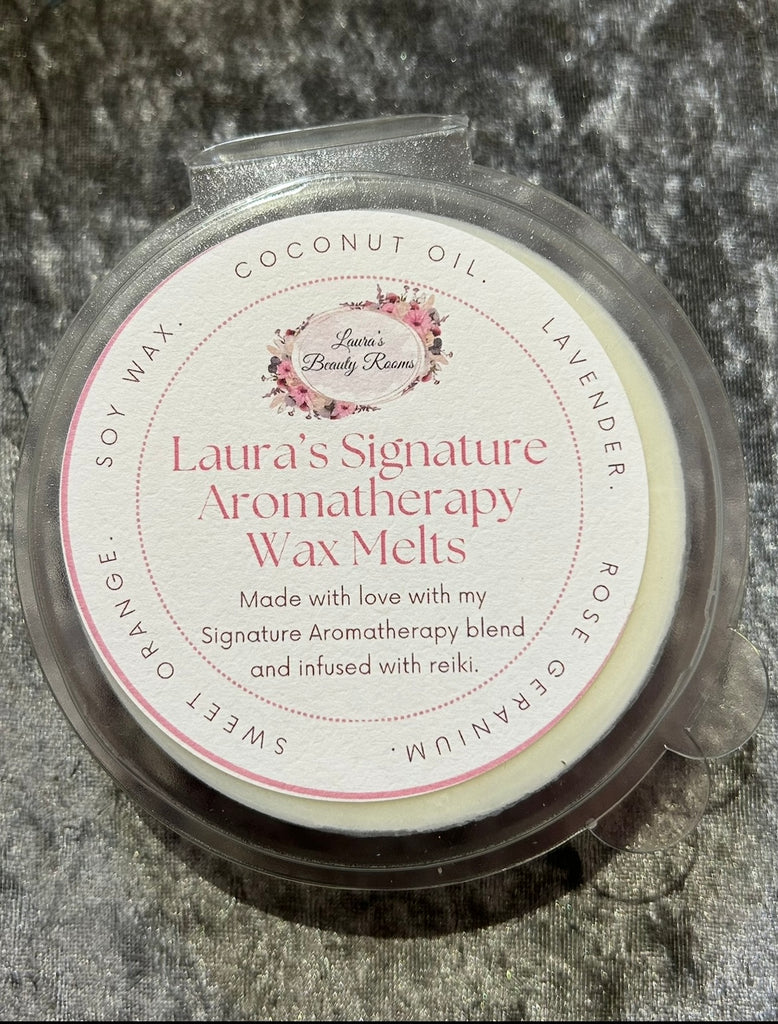 Laura's
Beauty Rooms
Laura's Signature
Aromatherapy
Wax Melts
Made with love with my
Signature Aromatherapy blend
and infused with reiki.
SOY WAX. COCONUT OIL. LAVENDER. ROSE GERANIUM. SWEET ORANGE.